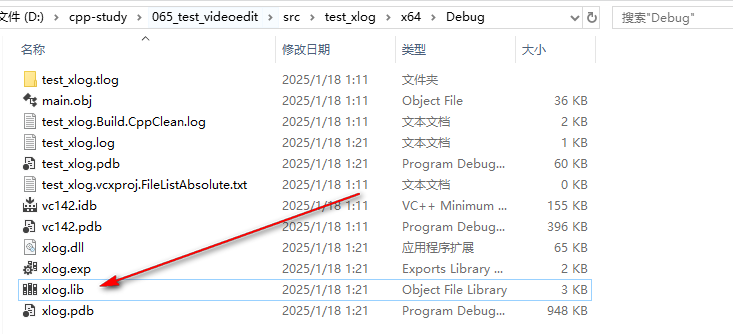 文件 (D:) > cpp-study > 065_test_videoedit > src > test_xlog > x64 > Debug
搜索"Debug"
名称 修改日期 类型 大小
test_xlog.tlog 2025/1/18 1:11 文件夹
main.obj 2025/1/18 1:11 Object File 36 KB
test_xlog.Build.CppClean.log 2025/1/18 1:11 文本文档 2 KB
test_xlog.log 2025/1/18 1:21 文本文档 1 KB
test_xlog.pdb 2025/1/18 1:21 Program Debug... 60 KB
test_xlog.vcxproj.FileListAbsolute.txt 2025/1/18 1:11 文本文档 0 KB
vc142.idb 2025/1/18 1:11 VC++ Minimum ... 155 KB
vc142.pdb 2025/1/18 1:11 Program Debug... 396 KB
xlog.dll 2025/1/18 1:21 应用程序扩展 65 KB
xlog.exp 2025/1/18 1:21 Exports Library ... 2 KB
xlog.lib 2025/1/18 1:21 Object File Library 3 KB
xlog.pdb 2025/1/18 1:21 Program Debug... 948 KB